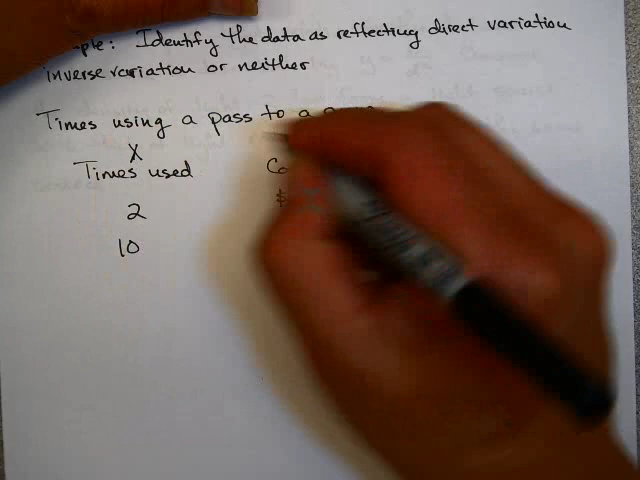 Identify the data as reflecting direct variation
inverse variation or neither
Times using a pass to a
X
Times used
$
2
10